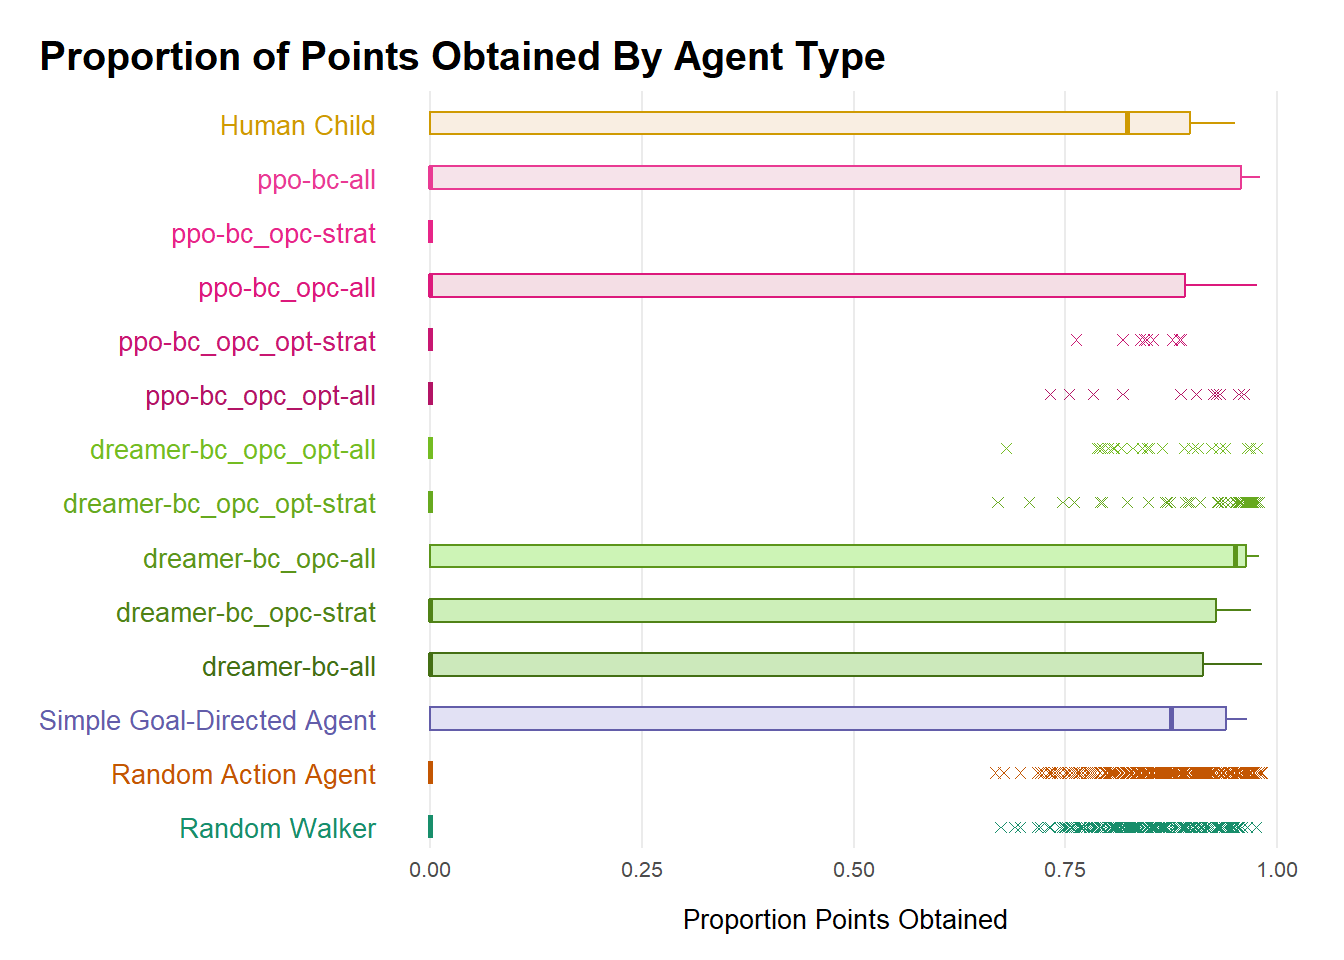 Proportion of Points Obtained By Agent Type
Human Child
ppo-bc-all
ppo-bc_opc-strat
ppo-bc_opc-all
ppo-bc_opc_opt-strat
ppo-bc_opc_opt-all
dreamer-bc_opc_opt-all
dreamer-bc_opc_opt-strat
dreamer-bc_opc-all
dreamer-bc_opc-strat
dreamer-bc-all
Simple Goal-Directed Agent
Random Action Agent
Random Walker
0.00 0.25 0.50 0.75 1.00
Proportion Points Obtained